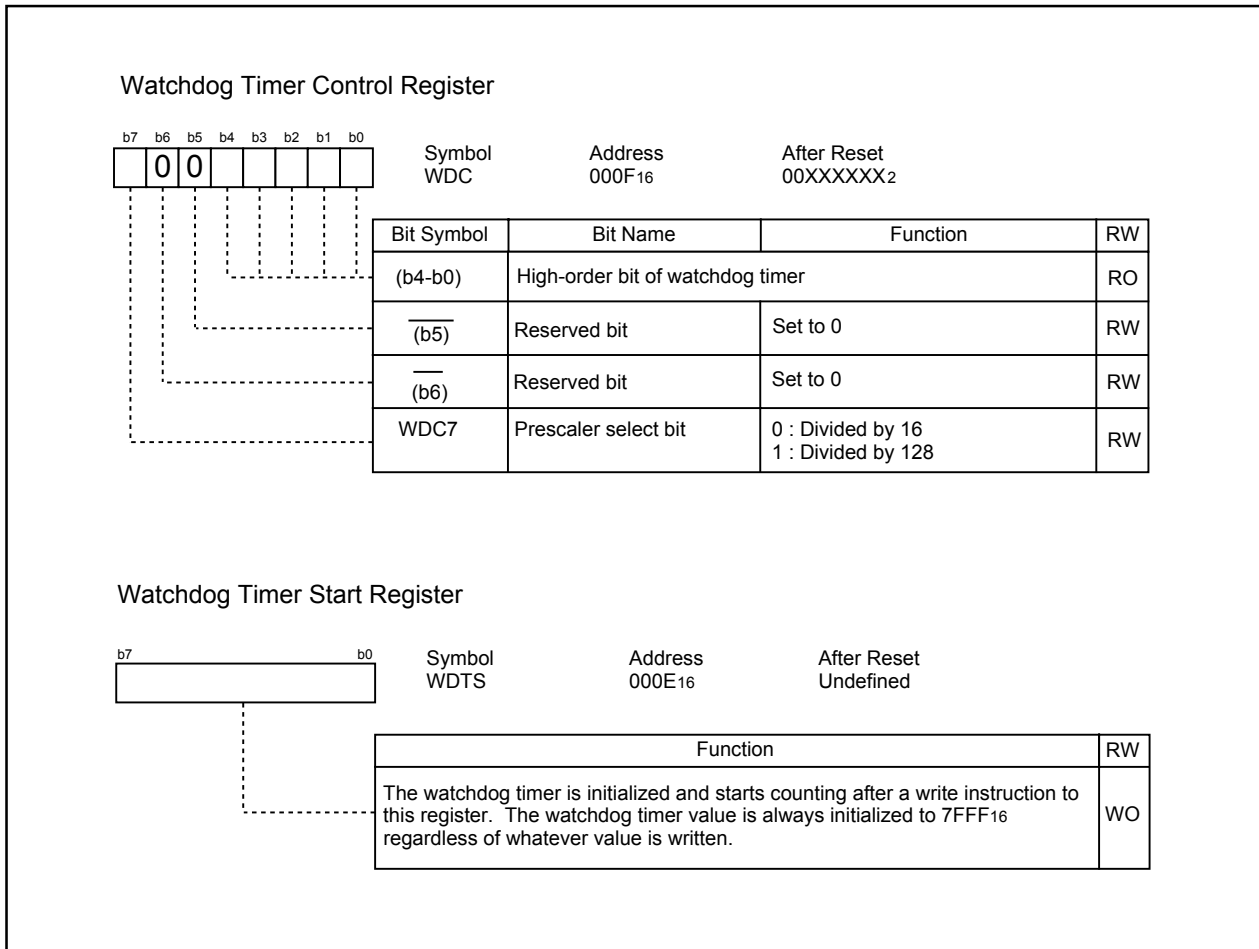 Watchdog Timer Control Register
b7 b6 b5 b4 b3 b2 b1 b0
0 0
Symbol Address After Reset
WDC 000F16 00XXXXXX2
Bit Symbol Bit Name Function RW
(b4-b0) High-order bit of watchdog timer RO
(b5) Reserved bit Set to 0 RW
(b6) Reserved bit Set to 0 RW
WDC7 Prescaler select bit 0 : Divided by 16
1 : Divided by 128 RW
Watchdog Timer Start Register
b7 b0
Symbol Address After Reset
WDTS 000E16 Undefined
Function RW
The watchdog timer is initialized and starts counting after a write instruction to
this register. The watchdog timer value is always initialized to 7FFF16
regardless of whatever value is written.
WO